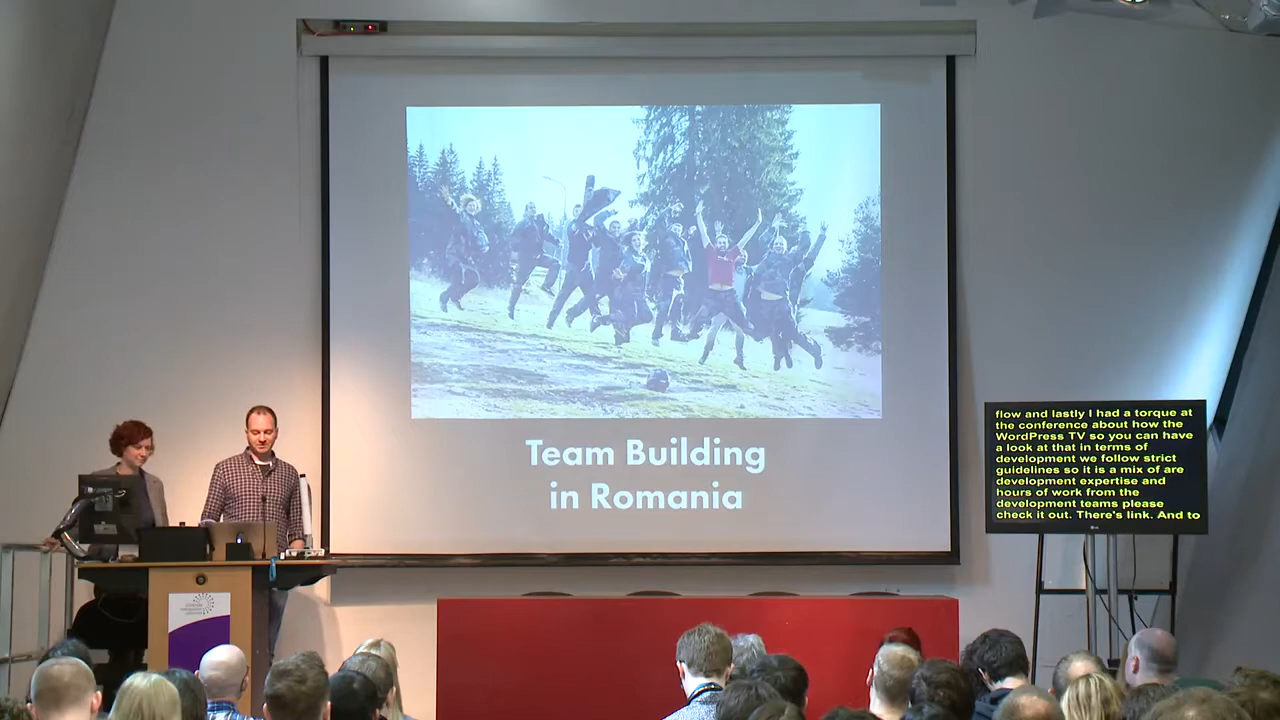 Team Building
in Romania
flow and lastly I had a torque at
the conference about how the
WordPress TV so you can have
a look at that in terms of
development we follow strict
guidelines so it is a mix of are
development expertise and
hours of work from the
development teams please
check it out. There's link. And to